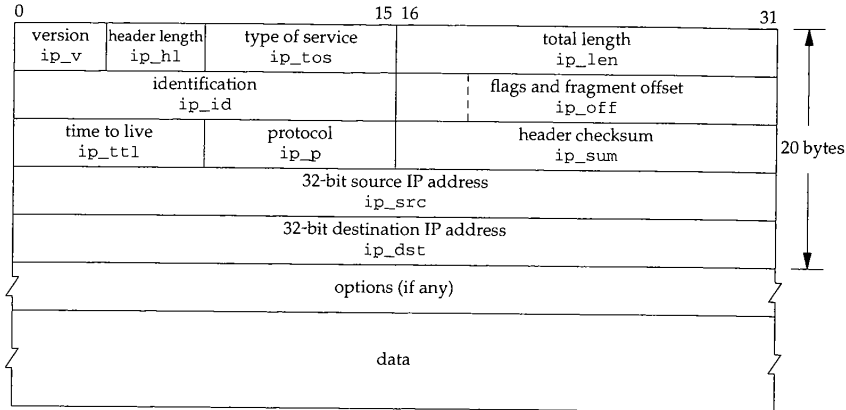 0 15 16 31
version header length type of service total length
ip_v ip_hl ip_tos ip_len
identification flags and fragment offset
ip_id ip_off
time to live protocol header checksum
ip_ttl ip_p ip_sum
20 bytes
32-bit source IP address
ip_src
32-bit destination IP address
ip_dst
options (if any)
data